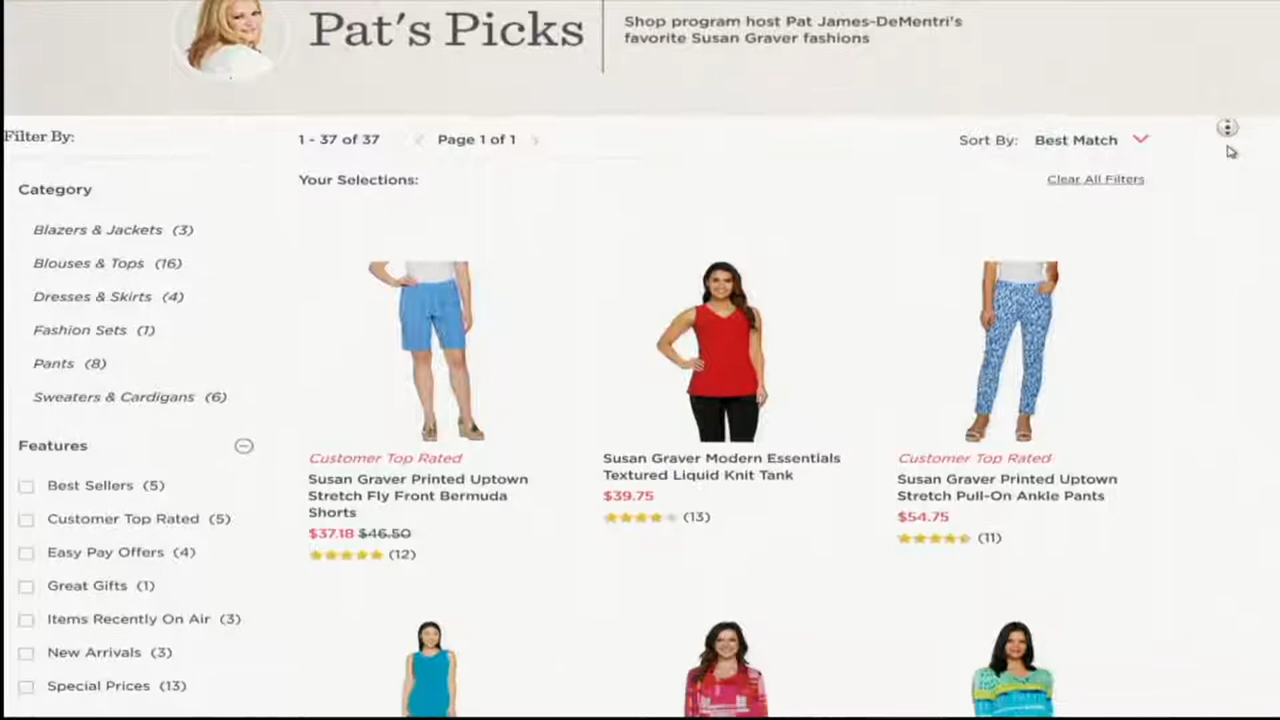 Pat's Picks
Shop program host Pat James-DeMentri's
favorite Susan Graver fashions
Filter By:
1 - 37 of 37
Page 1 of 1
Sort By: Best Match
Your Selections:
Clear All Filters
Category
Blazers & Jackets (3)
Blouses & Tops (16)
Dresses & Skirts (4)
Fashion Sets (1)
Pants (8)
Sweaters & Cardigans (6)
Features
Best Sellers (5)
Customer Top Rated (5)
Easy Pay Offers (4)
Great Gifts (1)
Items Recently On Air (3)
New Arrivals (3)
Special Prices (13)
Customer Top Rated
Susan Graver Printed Uptown
Stretch Fly Front Bermuda
Shorts
$37.18 $46.50
(12)
Susan Graver Modern Essentials
Textured Liquid Knit Tank
$39.75
(13)
Customer Top Rated
Susan Graver Printed Uptown
Stretch Pull-On Ankle Pants
$54.75
(11)